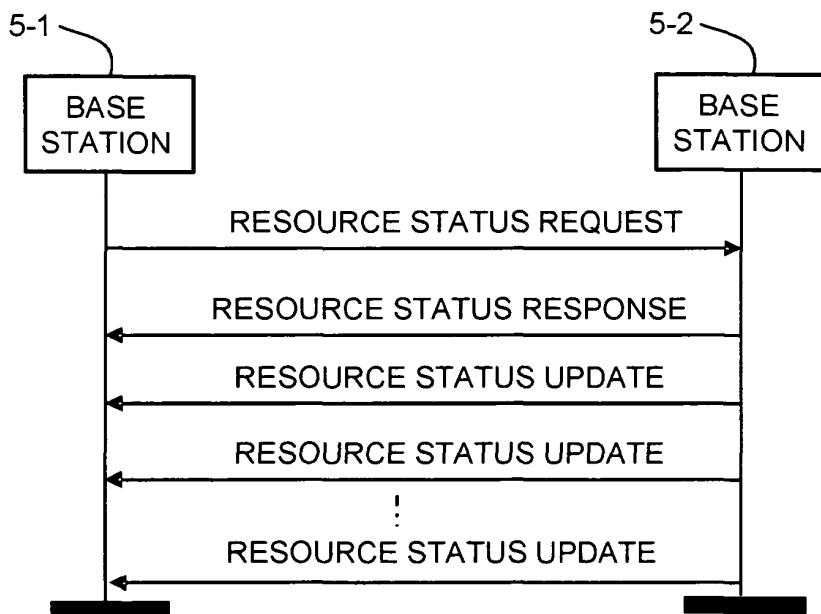 5-1
5-2
BASE
STATION
BASE
STATION
RESOURCE STATUS REQUEST
RESOURCE STATUS RESPONSE
RESOURCE STATUS UPDATE
RESOURCE STATUS UPDATE
RESOURCE STATUS UPDATE